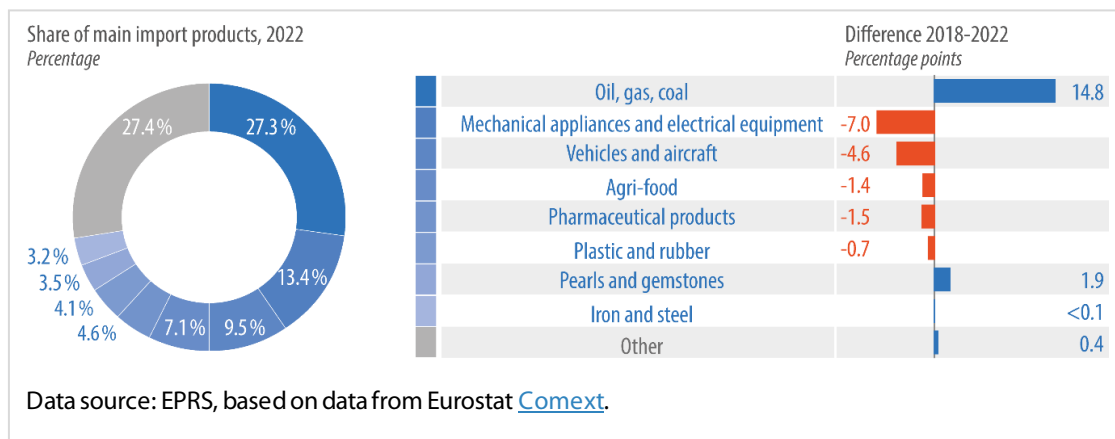 Share of main import products, 2022
Percentage
27.4%
27.3%
13.4%
9.5%
7.1%
4.6%
4.1%
3.5%
3.2%
Difference 2018-2022
Percentage points
Oil, gas, coal 14.8
Mechanical appliances and electrical equipment -7.0
Vehicles and aircraft -4.6
Agri-food -1.4
Pharmaceutical products -1.5
Plastic and rubber -0.7
Pearls and gemstones 1.9
Iron and steel <0.1
Other 0.4
Data source: EPRS, based on data from Eurostat Comext.